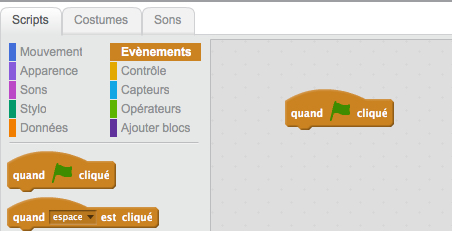 Scripts Costumes Sons
Mouvement Evènements
Apparence Contrôle
Sons Capteurs
Stylo Opérateurs
Données Ajouter blocs
quand cliqué
quand cliqué
quand espace est cliqué